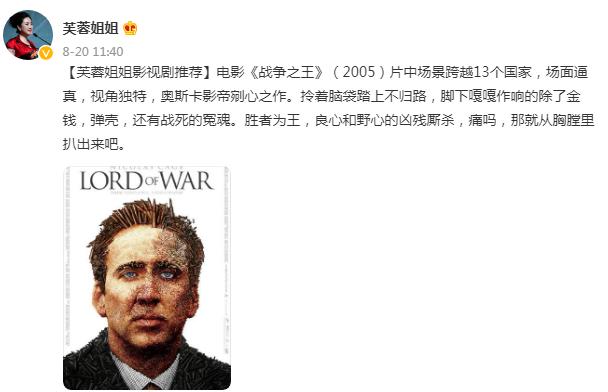 芙蓉姐姐
8-20 11:40
【芙蓉姐姐影视剧推荐】电影《战争之王》（2005）片中场景跨越13个国家，场面逼
真，视角独特，奥斯卡影帝剜心之作。拎着脑袋踏上不归路，脚下嘎嘎作响的除了金
钱，弹壳，还有战死的冤魂。胜者为王，良心和野心的凶残厮杀，痛吗，那就从胸膛里
扒出来吧。
NICOLAS CAGE
LORD OF WAR